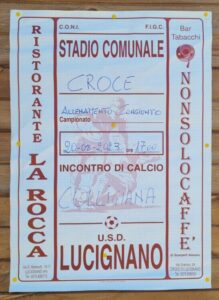 C.O.N.I. F.I.G.C.
STADIO COMUNALE
CROCE
ALLENAMENTO CONGIUNTO
Campionato
20-08-2023 ore 17:00
INCONTRO DI CALCIO
U.S.D.
LUCIGNANO
RISTORANTE LA ROCCA
Bar
Tabacchi
NONSOLOCAFFE'